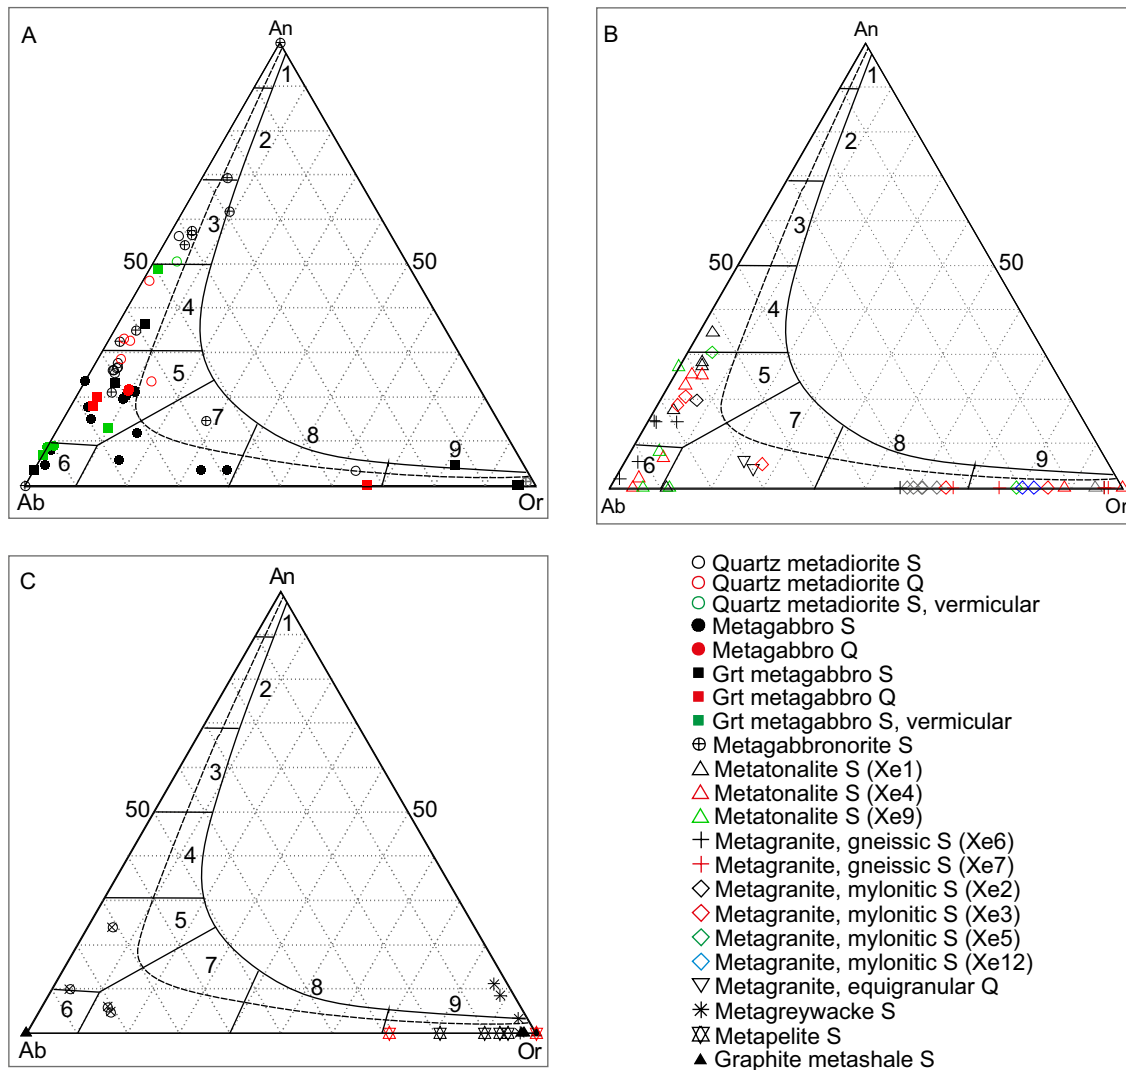 A
An
1
2
3
50
50
4
5
7
8
9
6
Ab
Or
B
An
1
2
3
50
50
4
5
7
8
9
6
Ab
Or
C
An
1
2
3
50
50
4
5
7
8
9
6
Ab
Or
Quartz metadiorite S
Quartz metadiorite Q
Quartz metadiorite S, vermicular
Metagabbro S
Metagabbro Q
Grt metagabbro S
Grt metagabbro Q
Grt metagabbro S, vermicular
Metagabbronorite S
Metatonalite S (Xe1)
Metatonalite S (Xe4)
Metatonalite S (Xe9)
Metagranite, gneissic S (Xe6)
Metagranite, gneissic S (Xe7)
Metagranite, mylonitic S (Xe2)
Metagranite, mylonitic S (Xe3)
Metagranite, mylonitic S (Xe5)
Metagranite, mylonitic S (Xe12)
Metagranite, equigranular Q
Metagreywacke S
Metapelite S
Graphite metashale S